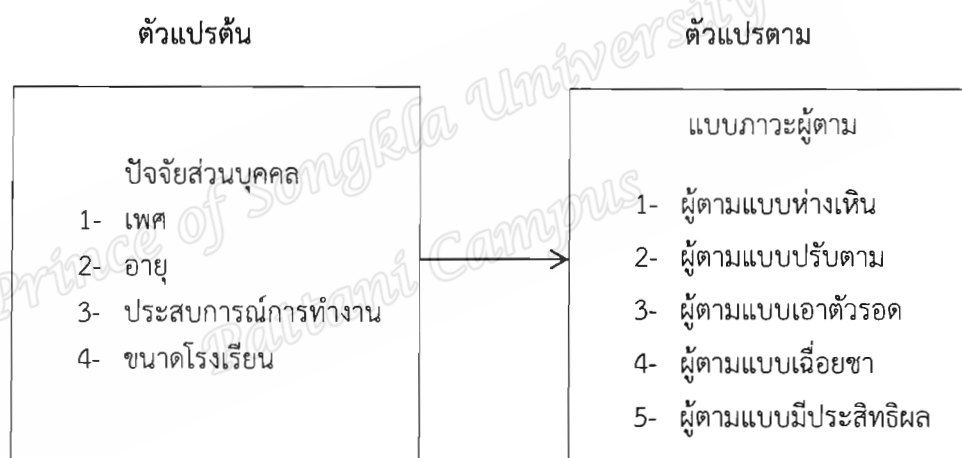 ตัวแปรต้น
ตัวแปรตาม
ปัจจัยส่วนบุคคล
1- เพศ
2- อายุ
3- ประสบการณ์การทำงาน
4- ขนาดโรงเรียน
แบบภาวะผู้ตาม
1- ผู้ตามแบบห่างเหิน
2- ผู้ตามแบบปรับตาม
3- ผู้ตามแบบเอาตัวรอด
4- ผู้ตามแบบเฉื่อยชา
5- ผู้ตามแบบมีประสิทธิผล
Prince of Songkla University
Pattani Campus